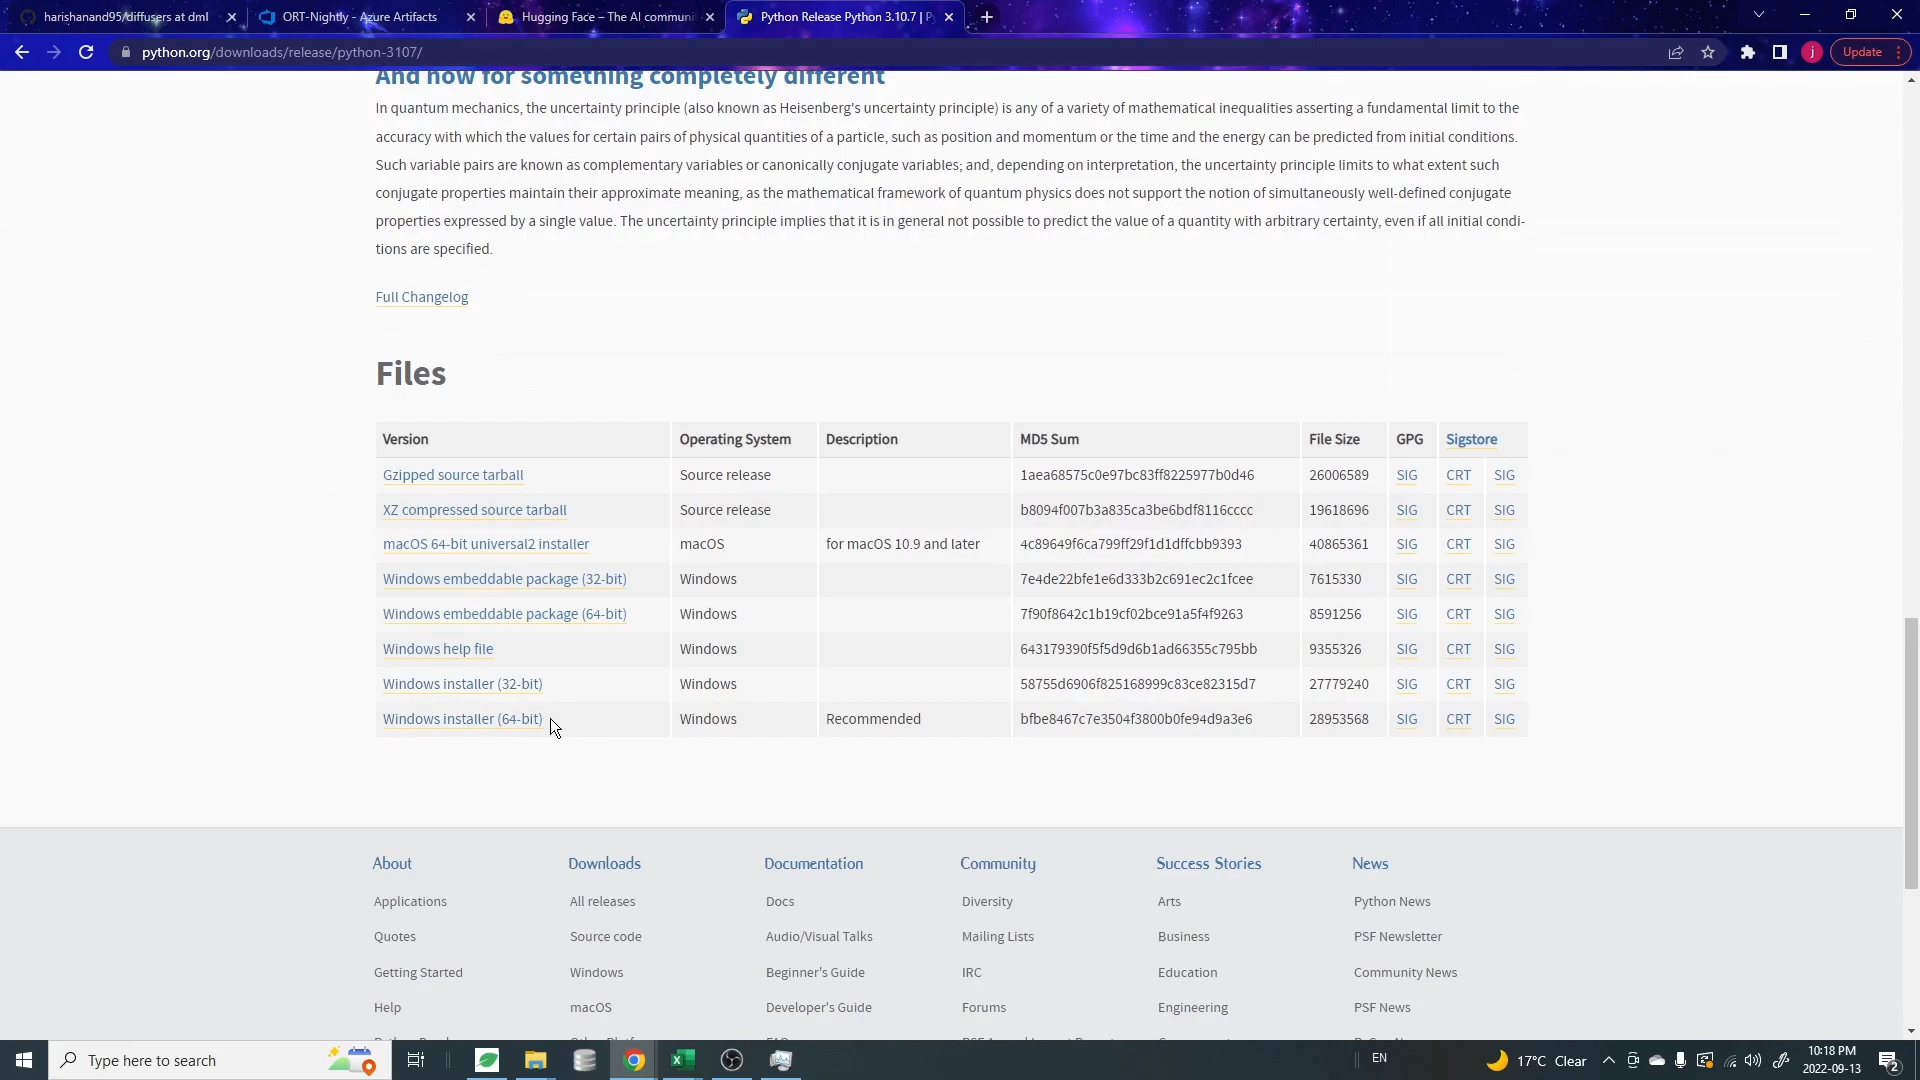 harishanand95/diffusers at dml
ORT-Nightly - Azure Artifacts
Hugging Face – The AI communi
Python Release Python 3.10.7 | P
python.org/downloads/release/python-3107/
j
Update
And now for something completely different
In quantum mechanics, the uncertainty principle (also known as Heisenberg's uncertainty principle) is any of a variety of mathematical inequalities asserting a fundamental limit to the
accuracy with which the values for certain pairs of physical quantities of a particle, such as position and momentum or the time and the energy can be predicted from initial conditions.
Such variable pairs are known as complementary variables or canonically conjugate variables; and, depending on interpretation, the uncertainty principle limits to what extent such
conjugate properties maintain their approximate meaning, as the mathematical framework of quantum physics does not support the notion of simultaneously well-defined conjugate
properties expressed by a single value. The uncertainty principle implies that it is in general not possible to predict the value of a quantity with arbitrary certainty, even if all initial condi-
tions are specified.
Full Changelog
Files
Version Operating System Description MD5 Sum File Size GPG Sigstore
Gzipped source tarball Source release 1aea68575c0e97bc83ff8225977b0d46 26006589 SIG CRT SIG
XZ compressed source tarball Source release b8094f007b3a835ca3be6bdf8116cccc 19618696 SIG CRT SIG
macOS 64-bit universal2 installer macOS for macOS 10.9 and later 4c89649f6ca799ff29f1d1dffcbb9393 40865361 SIG CRT SIG
Windows embeddable package (32-bit) Windows 7e4de22bfe1e6d333b2c691ec2c1fcee 7615330 SIG CRT SIG
Windows embeddable package (64-bit) Windows 7f90f8642c1b19cf02bce91a5f4f9263 8591256 SIG CRT SIG
Windows help file Windows 643179390f5f5d9d6b1ad66355c795bb 9355326 SIG CRT SIG
Windows installer (32-bit) Windows 58755d6906f825168999c83ce82315d7 27779240 SIG CRT SIG
Windows installer (64-bit) Windows Recommended bfbe8467c7e3504f3800b0fe94d9a3e6 28953568 SIG CRT SIG
About Downloads Documentation Community Success Stories News
Applications All releases Docs Diversity Arts Python News
Quotes Source code Audio/Visual Talks Mailing Lists Business PSF Newsletter
Getting Started Windows Beginner's Guide IRC Education Community News
Help macOS Developer's Guide Forums Engineering PSF News
Type here to search
EN
17°C Clear
10:18 PM
2022-09-13
2